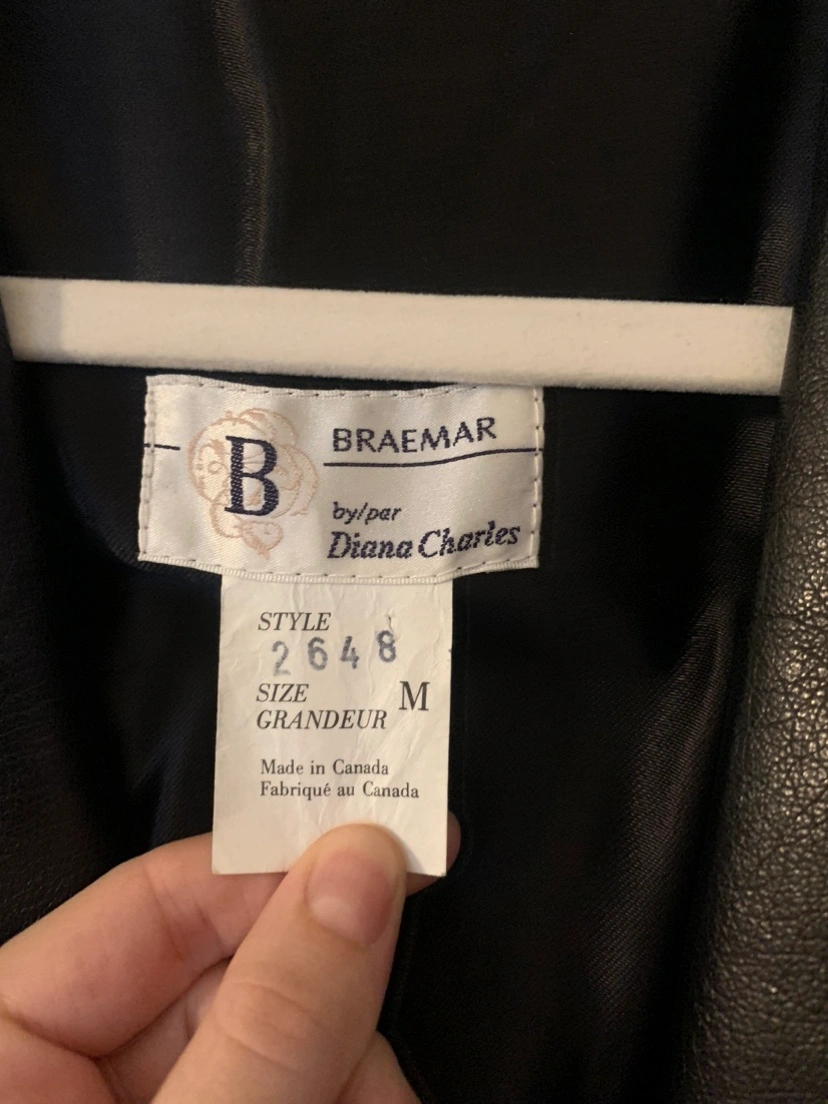 B
BRAEMAR
by/par
Diana Charles
STYLE
2648
SIZE M
GRANDEUR
Made in Canada
Fabriqué au Canada